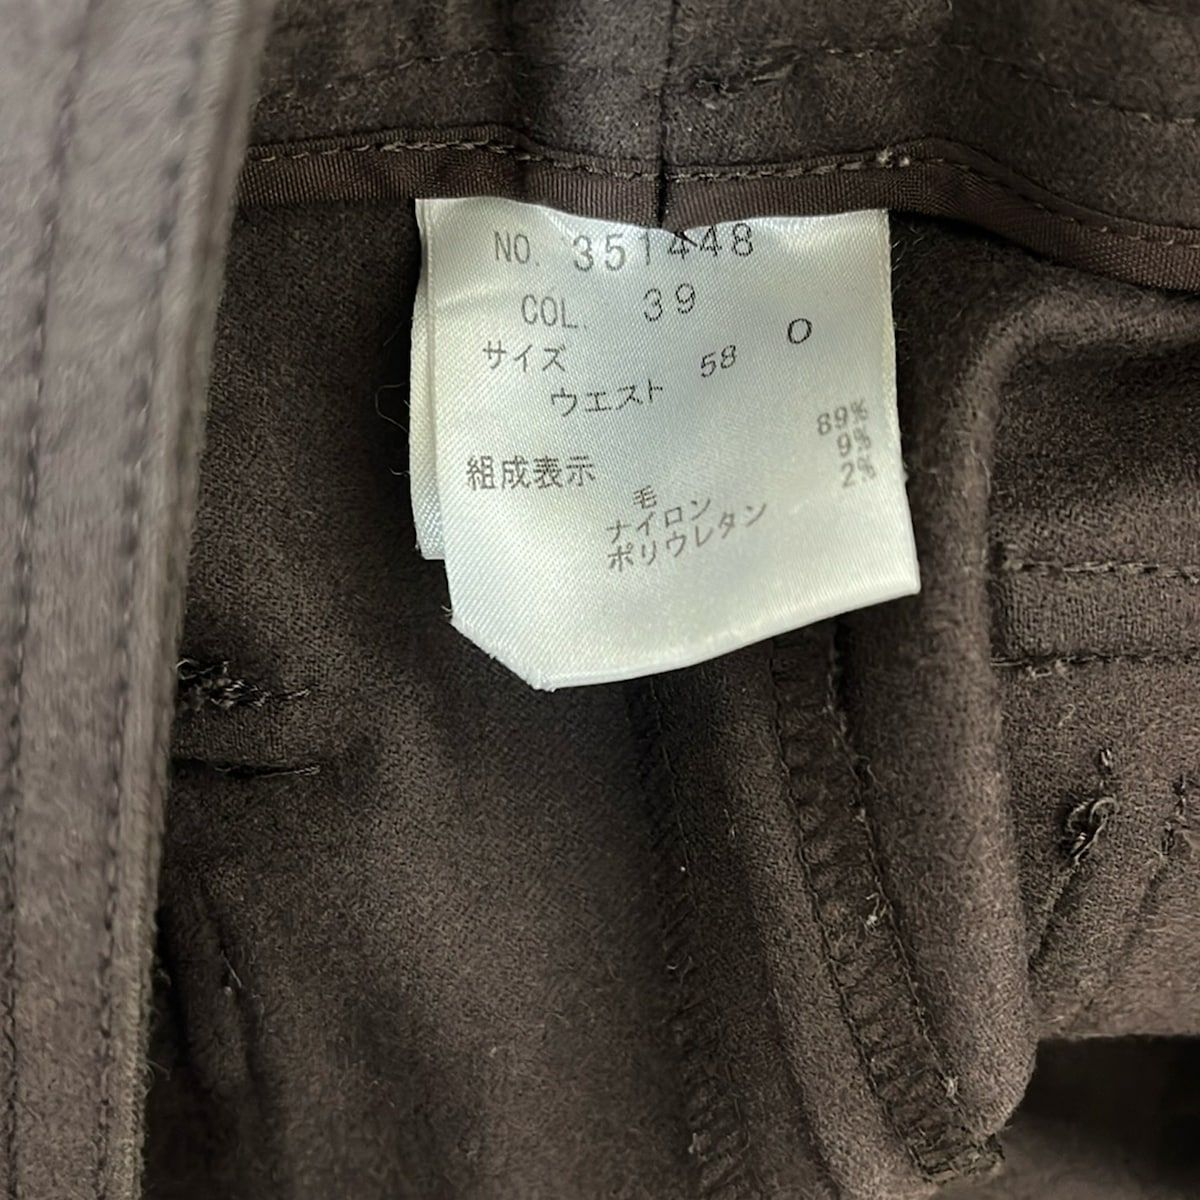 NO. 351448
COL. 39
サイズ 0
ウエスト 58
組成表示
毛 89%
ナイロン 9%
ポリウレタン 2%